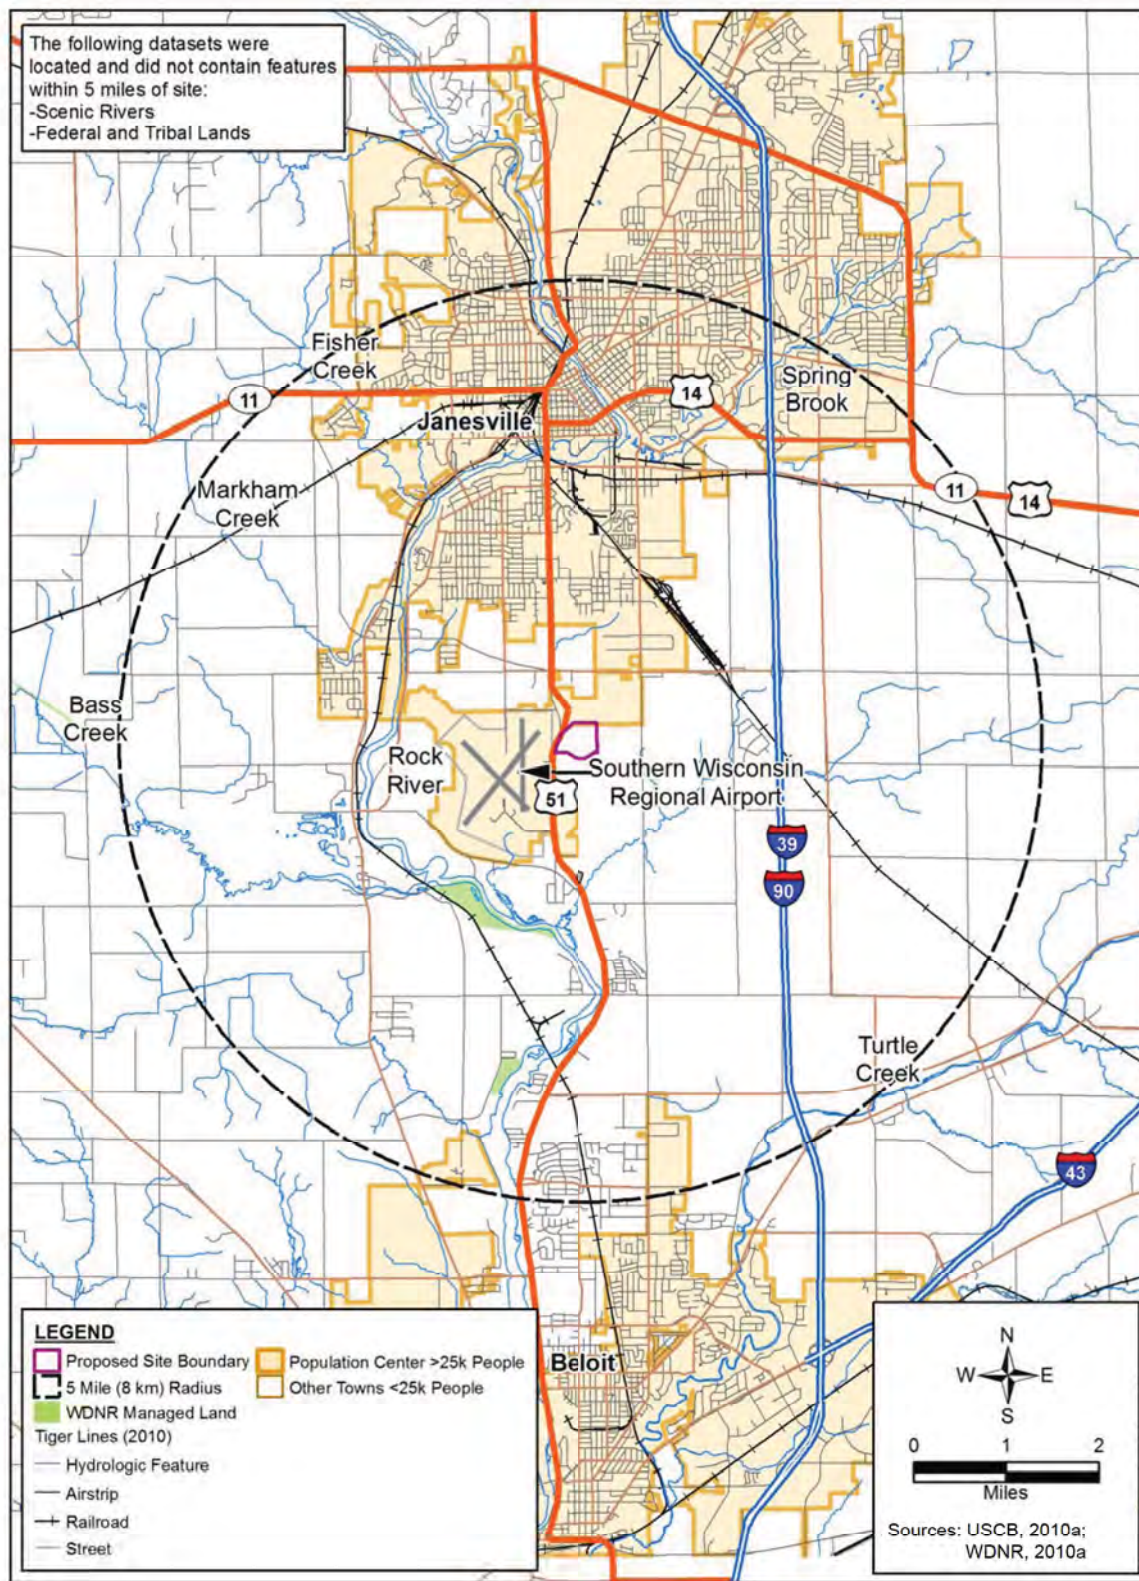 The following datasets were
located and did not contain features
within 5 miles of site:
-Scenic Rivers
-Federal and Tribal Lands
Fisher
Creek
11
Janesville
14
Spring
Brook
Markham
Creek
11
14
Bass
Creek
Rock
River
Southern Wisconsin
Regional Airport
51
39
90
Turtle
Creek
43
Beloit
LEGEND
Proposed Site Boundary
5 Mile (8 km) Radius
WDNR Managed Land
Population Center >25k People
Other Towns <25k People
Tiger Lines (2010)
Hydrologic Feature
Airstrip
Railroad
Street
N
W E
S
0 1 2
Miles
Sources: USCB, 2010a;
WDNR, 2010a